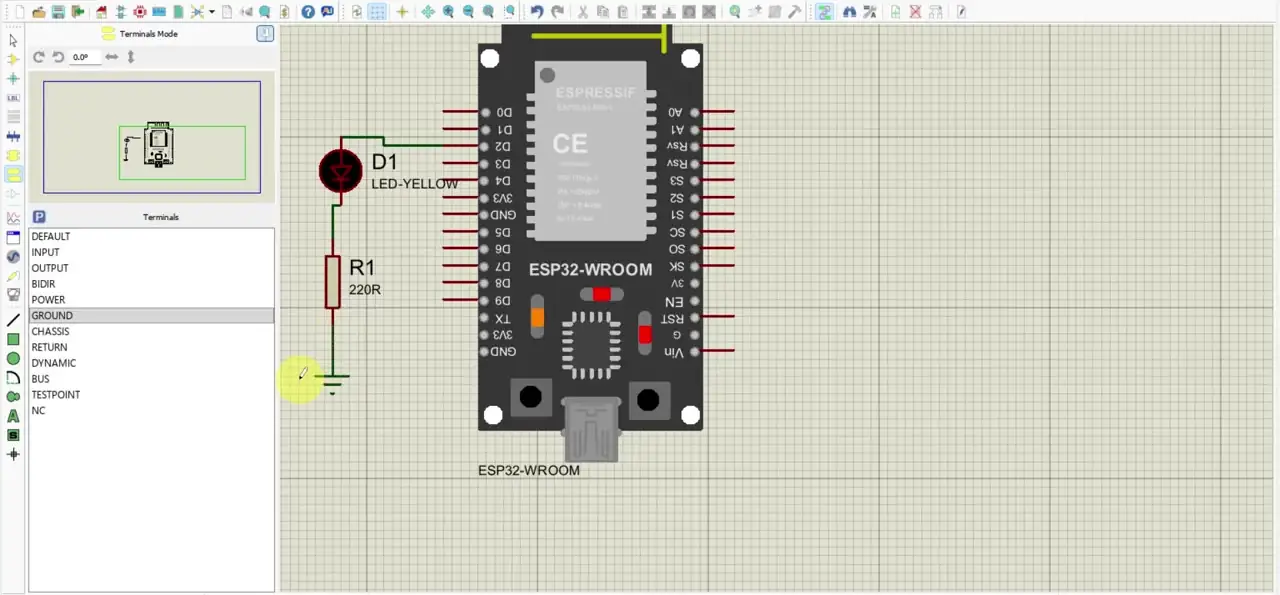 Terminals Mode
0.0°
LBL
P
Terminals
DEFAULT
INPUT
OUTPUT
BIDIR
POWER
GROUND
CHASSIS
RETURN
DYNAMIC
BUS
TESTPOINT
NC
A
S
D1
LED-YELLOW
R1
220R
ESPRESSIF
CE
D0
D1
D2
D3
D4
3V3
GND
D5
D6
D7
D8
D9
TX
3V3
GND
A0
A1
Rsv
Rsv
S3
S2
S1
SC
SO
SK
3V
EN
RST
G
Vin
ESP32-WROOM
ESP32-WROOM